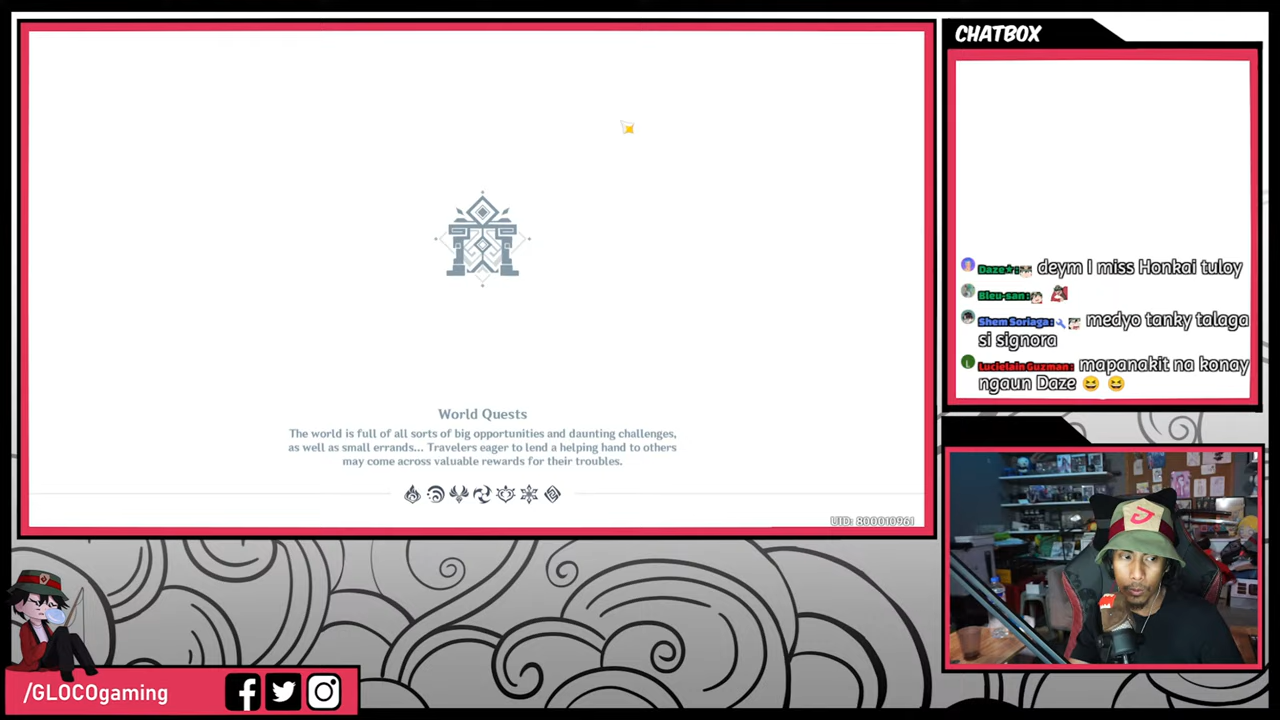 CHATBOX
World Quests
The world is full of all sorts of big opportunities and daunting challenges,
as well as small errands... Travelers eager to lend a helping hand to others
may come across valuable rewards for their troubles.
UID: 800010961
Daze★: deym I miss Honkai tuloy
Bleu-san:
Shem Soriaga: medyo tanky talaga
si signora
Lucielain Guzman: mapanakit na konay
ngaun Daze 😆 😆
/GLOCOgaming